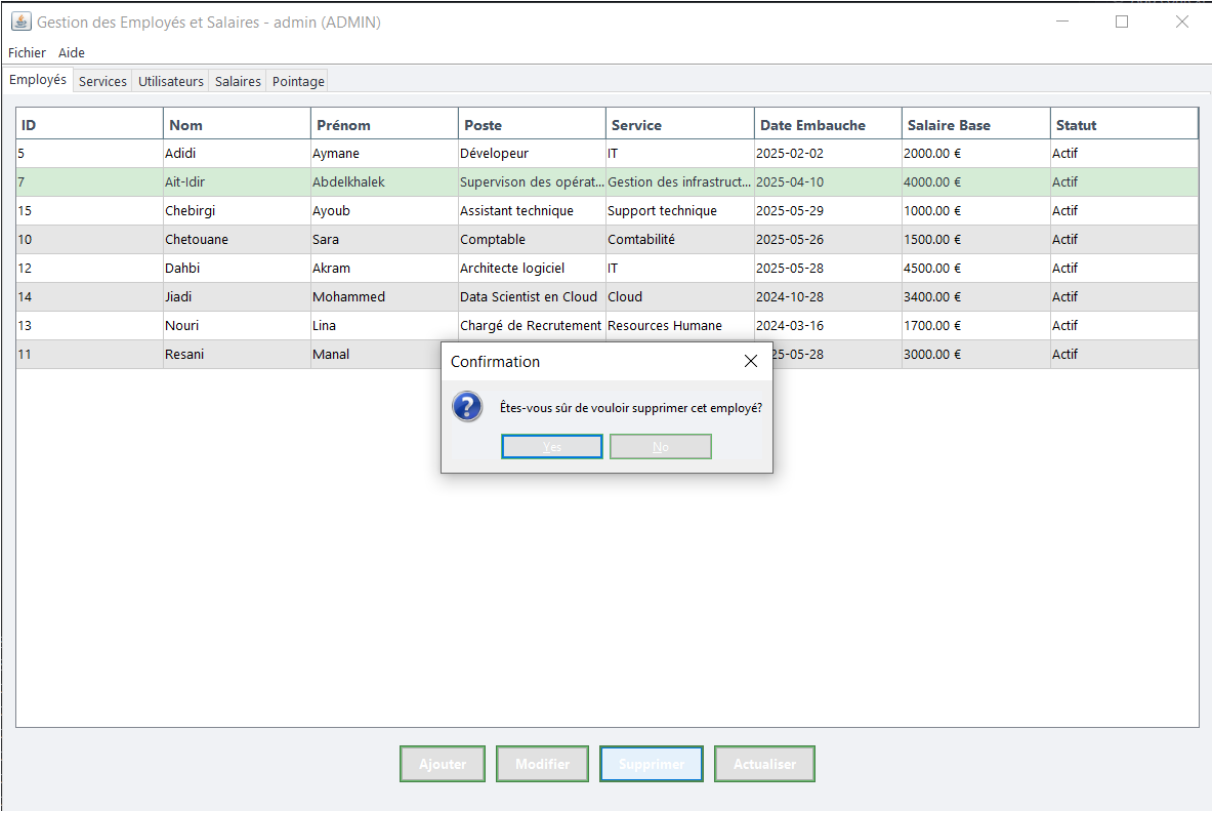 Gestion des Employés et Salaires - admin (ADMIN)
Fichier Aide
Employés Services Utilisateurs Salaires Pointage
ID Nom Prénom Poste Service Date Embauche Salaire Base Statut
5 Adidi Aymane Dévelopeur IT 2025-02-02 2000.00 € Actif
7 Ait-Idir Abdelkhalek Supervison des opérat... Gestion des infrastruct... 2025-04-10 4000.00 € Actif
15 Chebirgi Ayoub Assistant technique Support technique 2025-05-29 1000.00 € Actif
10 Chetouane Sara Comptable Comtabilité 2025-05-26 1500.00 € Actif
12 Dahbi Akram Architecte logiciel IT 2025-05-28 4500.00 € Actif
14 Jiadi Mohammed Data Scientist en Cloud Cloud 2024-10-28 3400.00 € Actif
13 Nouri Lina Chargé de Recrutement Resources Humane 2024-03-16 1700.00 € Actif
11 Resani Manal 25-05-28 3000.00 € Actif
Confirmation
Êtes-vous sûr de vouloir supprimer cet employé?
Yes No
Ajouter Modifier Supprimer Actualiser